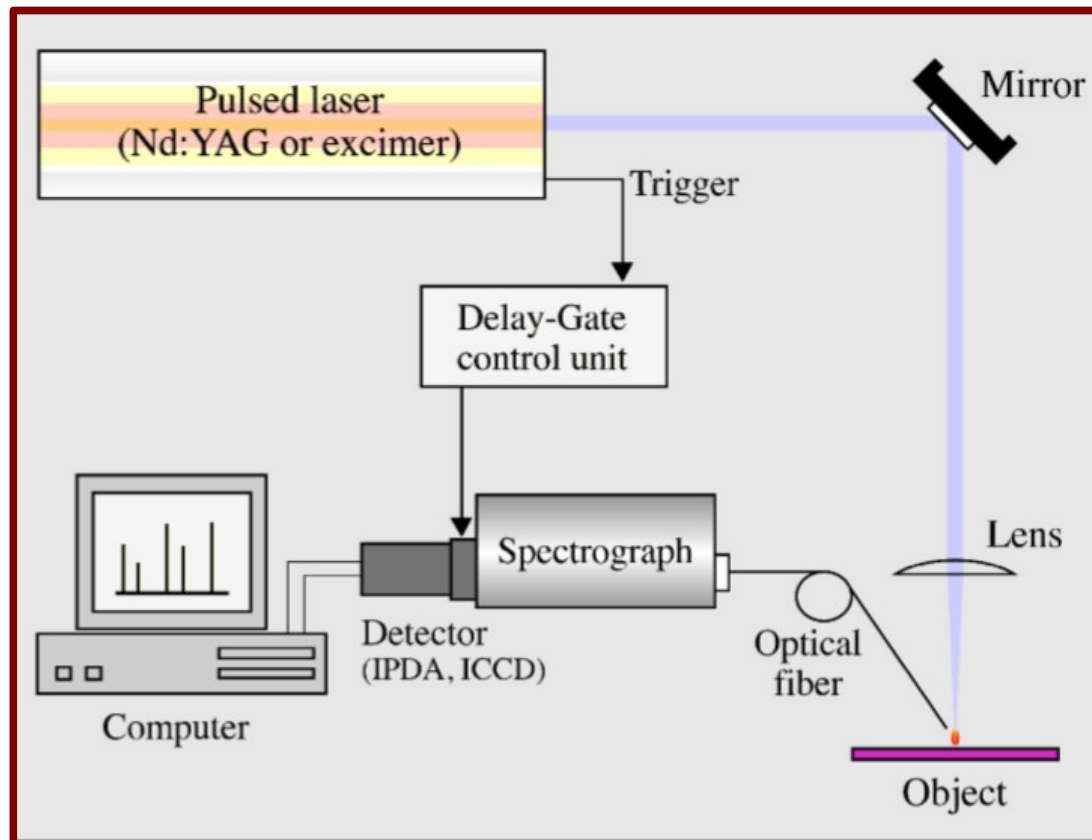 Pulsed laser
(Nd:YAG or excimer)
Mirror
Trigger
Delay-Gate
control unit
Spectrograph
Lens
Detector
(IPDA, ICCD)
Optical
fiber
Computer
Object